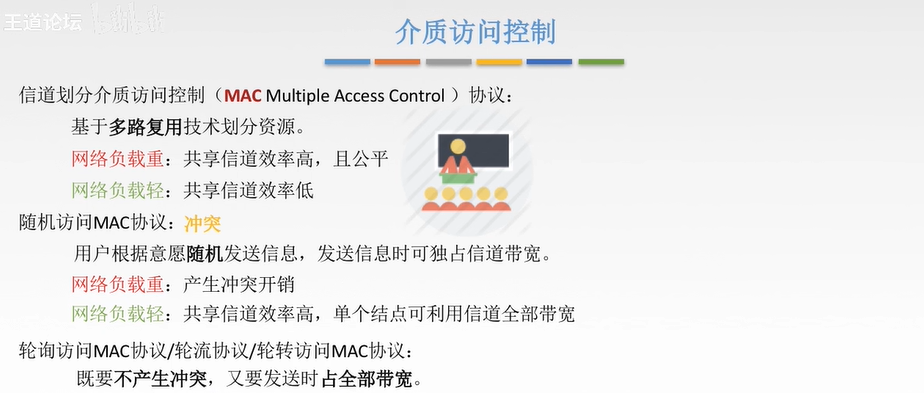 王道论坛
介质访问控制
信道划分介质访问控制（MAC Multiple Access Control ）协议：
基于多路复用技术划分资源。
网络负载重：共享信道效率高，且公平
网络负载轻：共享信道效率低
随机访问MAC协议：冲突
用户根据意愿随机发送信息，发送信息时可独占信道带宽。
网络负载重：产生冲突开销
网络负载轻：共享信道效率高，单个结点可利用信道全部带宽
轮询访问MAC协议/轮流协议/轮转访问MAC协议：
既要不产生冲突，又要发送时占全部带宽。